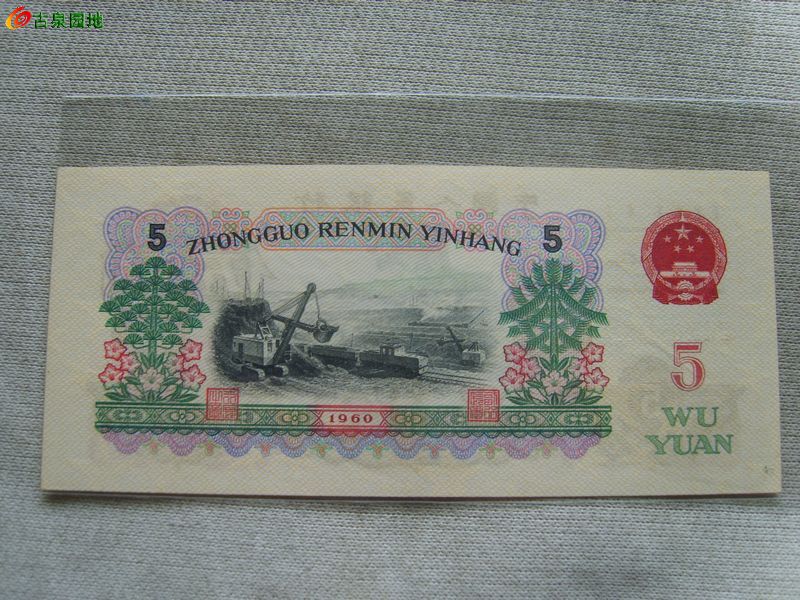 古泉园地
5 ZHONGGUO RENMIN YINHANG 5
1960
5
WU
YUAN